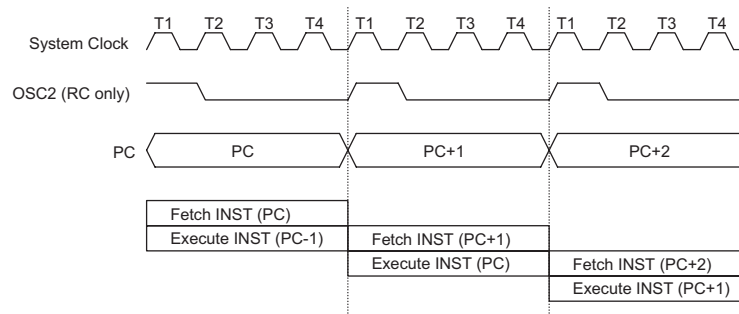 T1 T2 T3 T4 T1 T2 T3 T4 T1 T2 T3 T4
System Clock
OSC2 (RC only)
PC PC PC+1 PC+2
Fetch INST (PC)
Execute INST (PC-1) Fetch INST (PC+1)
Execute INST (PC) Fetch INST (PC+2)
Execute INST (PC+1)